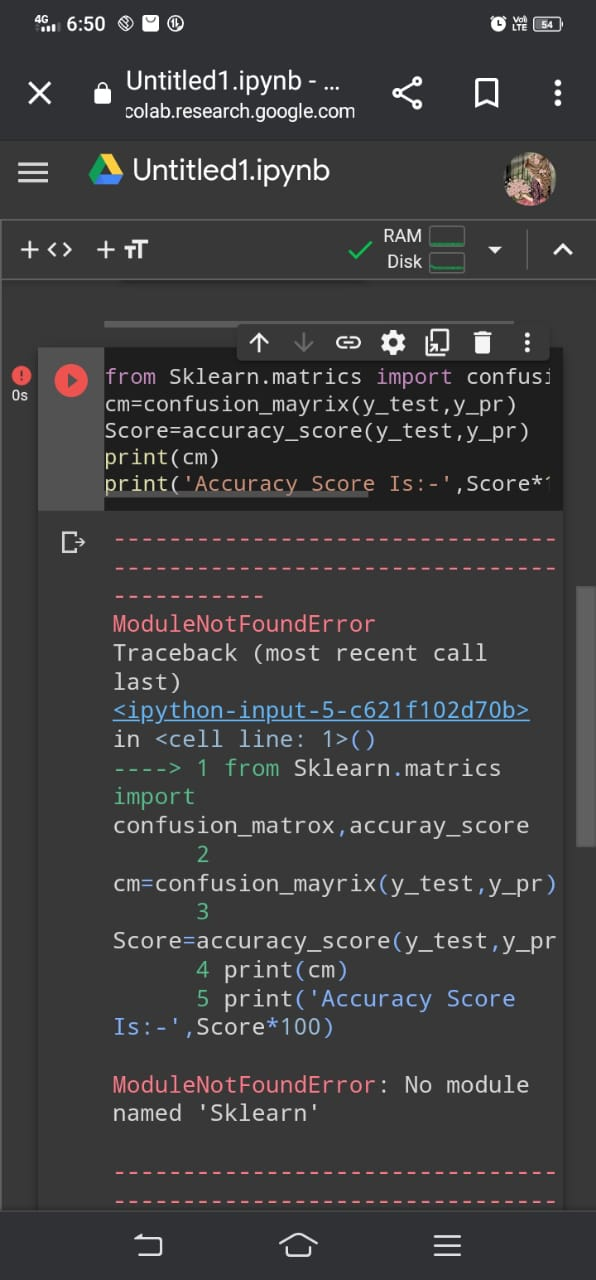 4G 6:50 Vo) LTE 54
Untitled1.ipynb - ...
colab.research.google.com
Untitled1.ipynb
+ <> + TT RAM
Disk
0s
from Sklearn.matrics import confusi
cm=confusion_mayrix(y_test,y_pr)
Score=accuracy_score(y_test,y_pr)
print(cm)
print('Accuracy Score Is:-',Score*1
---------------------------------
---------------------------------
-----------
ModuleNotFoundError
Traceback (most recent call
last)
<ipython-input-5-c621f102d70b>
in <cell line: 1>()
----> 1 from Sklearn.matrics
import
confusion_matrox,accuray_score
2
cm=confusion_mayrix(y_test,y_pr)
3
Score=accuracy_score(y_test,y_pr
4 print(cm)
5 print('Accuracy Score
Is:-',Score*100)
ModuleNotFoundError: No module
named 'Sklearn'
---------------------------------
---------------------------------